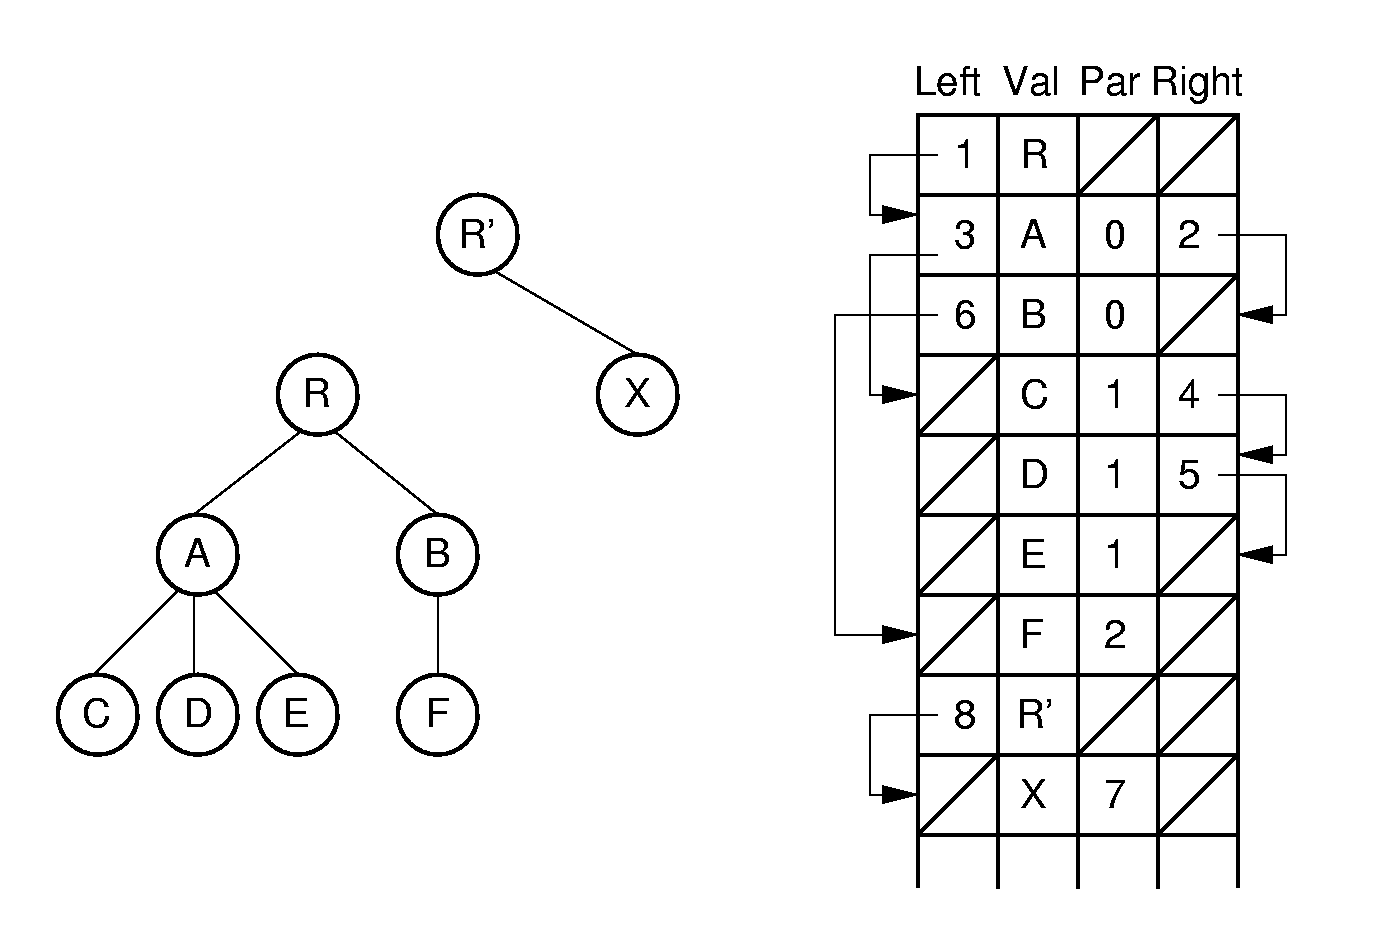 Left Val Par Right
1 R
3 A 0 2
6 B 0
C 1 4
D 1 5
E 1
F 2
8 R'
X 7
R'
R X
A B
C D E F